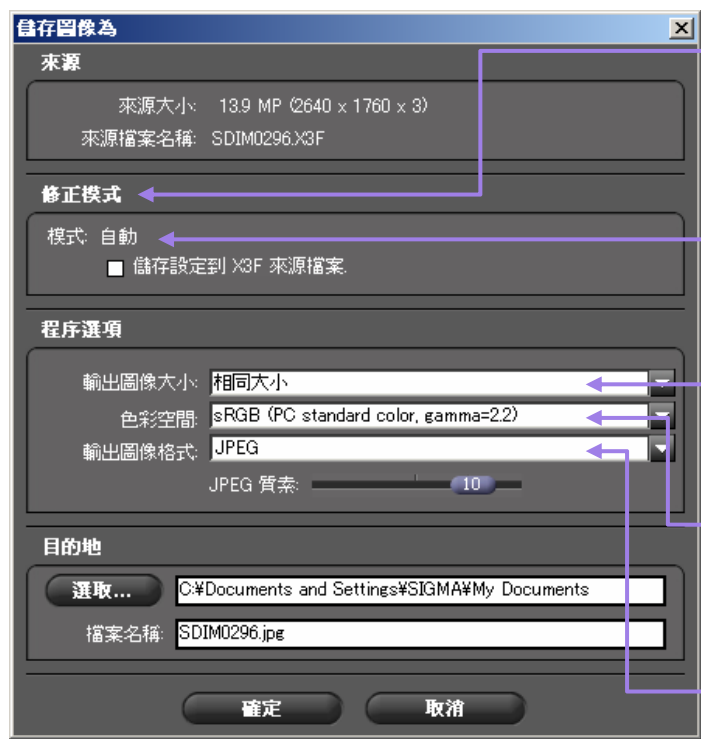 儲存圖像為
來源
來源大小: 13.9 MP (2640 x 1760 x 3)
來源檔案名稱: SDIM0296.X3F
修正模式
模式: 自動
儲存設定到 X3F 來源檔案.
程序選項
輸出圖像大小: 相同大小
色彩空間: sRGB (PC standard color, gamma=2.2)
輸出圖像格式: JPEG
JPEG 質素: 10
目的地
選取... C:¥Documents and Settings¥SIGMA¥My Documents
檔案名稱: SDIM0296.jpg
確定 取消